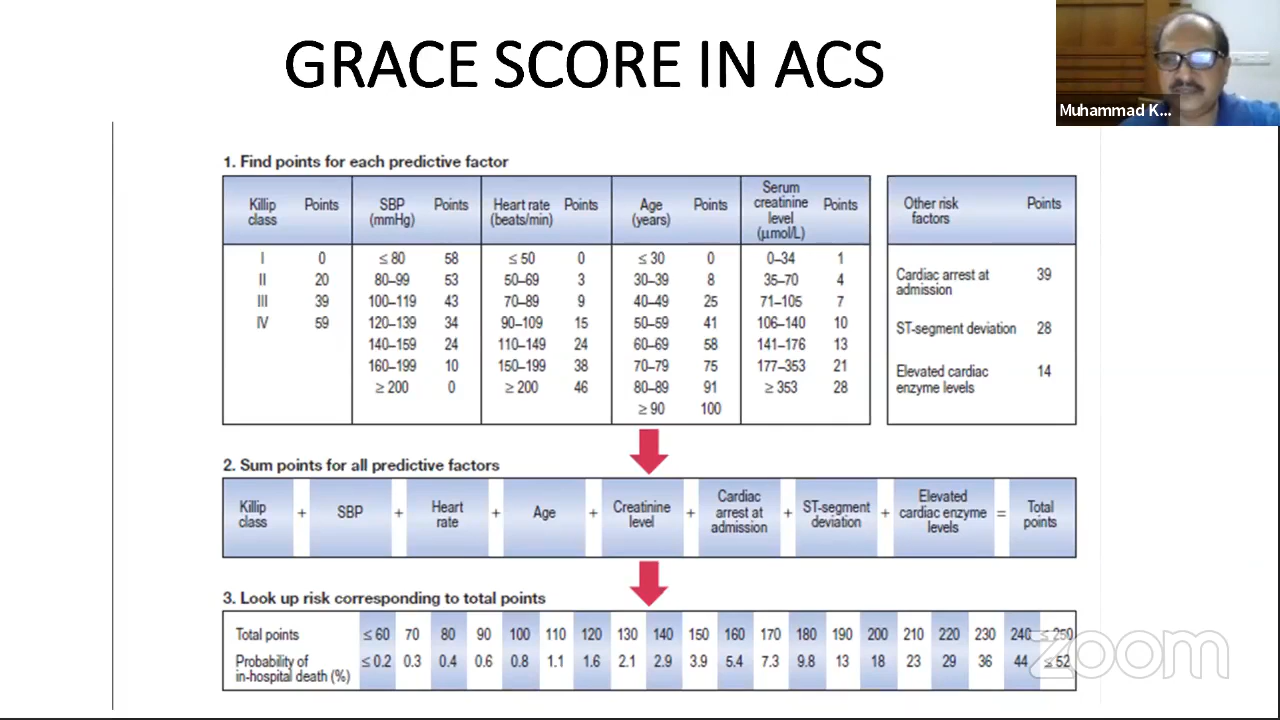 GRACE SCORE IN ACS
Muhammad K...
1. Find points for each predictive factor
Killip class Points SBP (mmHg) Points Heart rate (beats/min) Points Age (years) Points Serum creatinine level (μmol/L) Points Other risk factors Points
I 0 ≤ 80 58 ≤ 50 0 ≤ 30 0 0–34 1
II 20 80–99 53 50–69 3 30–39 8 35–70 4
III 39 100–119 43 70–89 9 40–49 25 71–105 7
IV 59 120–139 34 90–109 15 50–59 41 106–140 10
140–159 24 110–149 24 60–69 58 141–176 13
160–199 10 150–199 38 70–79 75 177–353 21
≥ 200 0 ≥ 200 46 80–89 91 ≥ 353 28
≥ 90 100
Cardiac arrest at admission 39
ST-segment deviation 28
Elevated cardiac enzyme levels 14
2. Sum points for all predictive factors
Killip class + SBP + Heart rate + Age + Creatinine level + Cardiac arrest at admission + ST-segment deviation + Elevated cardiac enzyme levels = Total points
3. Look up risk corresponding to total points
Total points ≤ 60 70 80 90 100 110 120 130 140 150 160 170 180 190 200 210 220 230 240 ≤ 250
Probability of in-hospital death (%) ≤ 0.2 0.3 0.4 0.6 0.8 1.1 1.6 2.1 2.9 3.9 5.4 7.3 9.8 13 18 23 29 36 44 ≤ 52
zoom